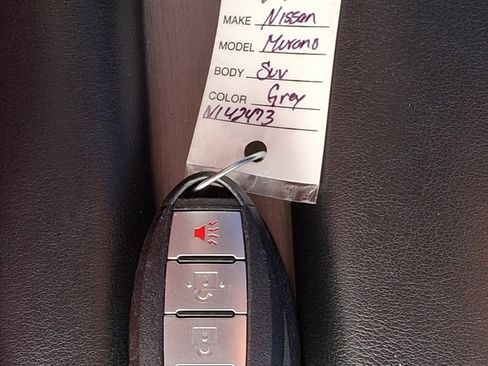 MAKE Nissan
MODEL Murano
BODY Suv
COLOR Grey
N142473